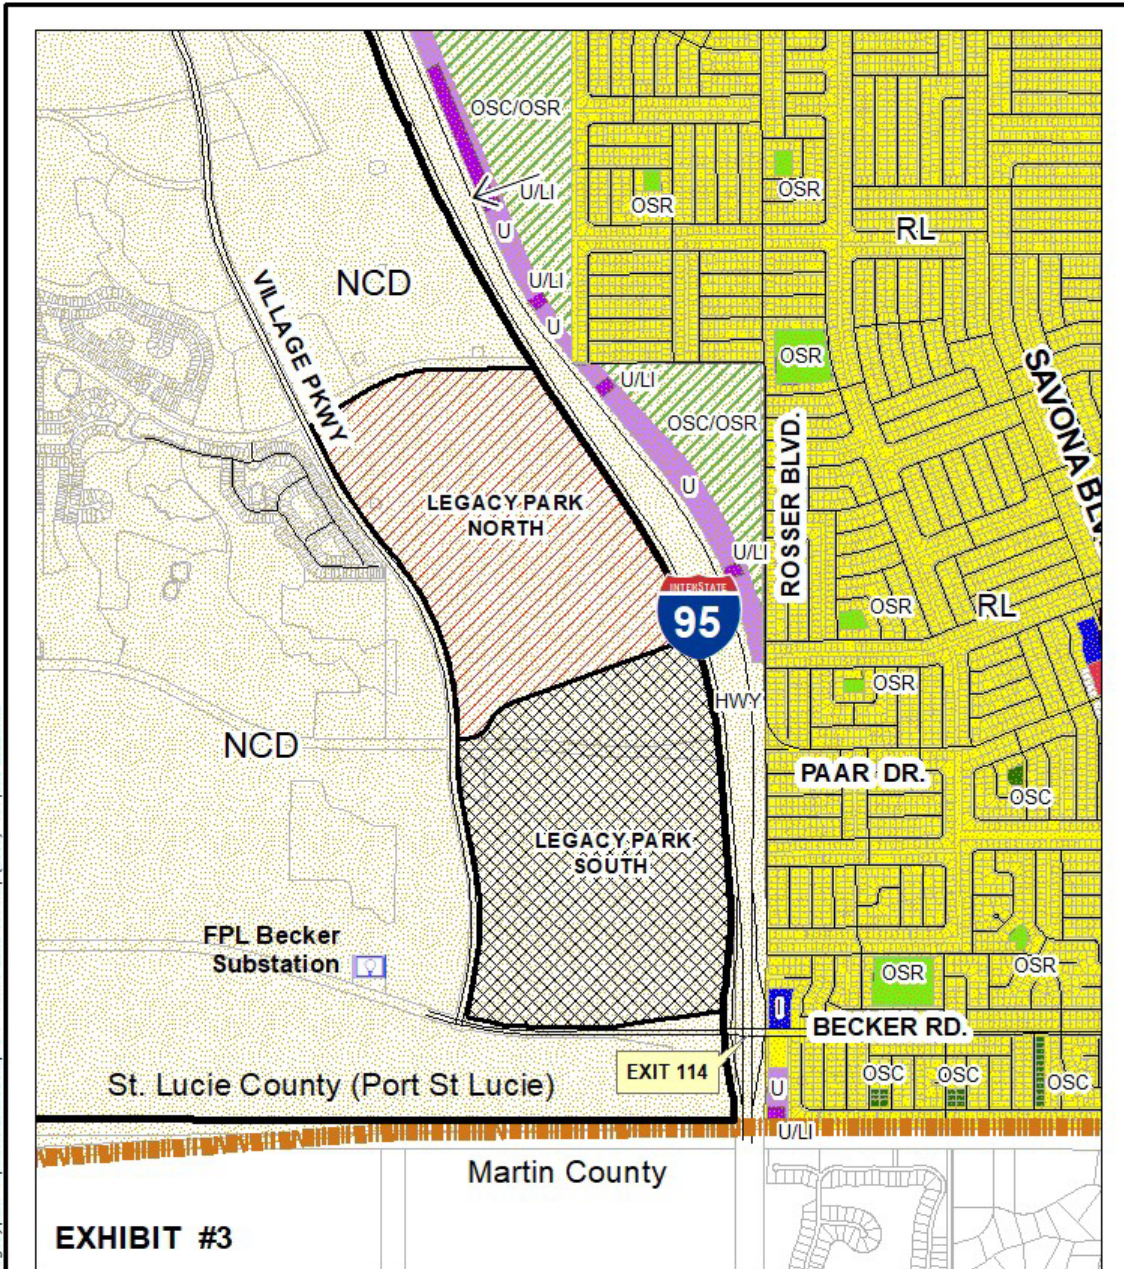 OSC/OSR
U/LI
U
OSR
OSR
RL
NCD
VILLAGE PKWY
U/LI
U
OSR
U/LI
SAVONA BLV
OSC/OSR
ROSSER BLVD.
U
LEGACY PARK
NORTH
U/LI
INTERSTATE
95
OSR
RL
OSR
HWY
NCD
PAAR DR.
OSC
LEGACY PARK
SOUTH
FPL Becker
Substation
OSR
OSR
I
BECKER RD.
EXIT 114
St. Lucie County (Port St Lucie)
U
OSC
OSC
OSC
U/LI
Martin County
EXHIBIT #3